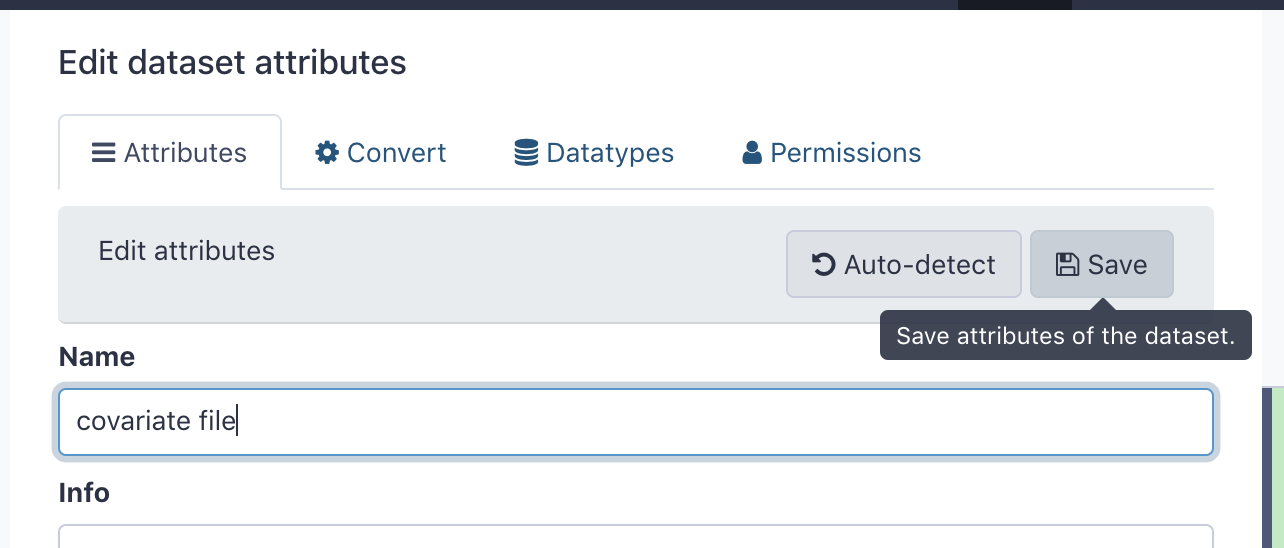 Edit dataset attributes
Attributes Convert Datatypes Permissions
Edit attributes Auto-detect Save
Save attributes of the dataset.
Name
covariate file
Info